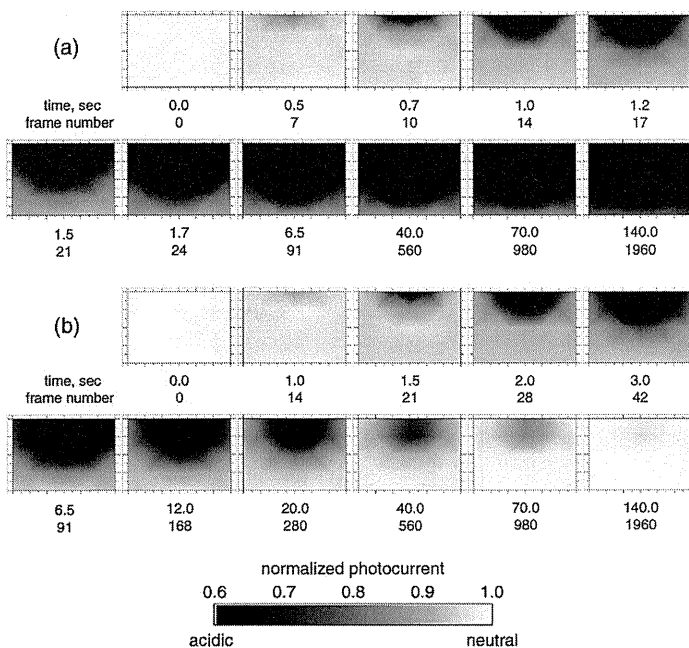 (a)
time, sec 0.0 0.5 0.7 1.0 1.2
frame number 0 7 10 14 17
1.5 1.7 6.5 40.0 70.0 140.0
21 24 91 560 980 1960
(b)
time, sec 0.0 1.0 1.5 2.0 3.0
frame number 0 14 21 28 42
6.5 12.0 20.0 40.0 70.0 140.0
91 168 280 560 980 1960
normalized photocurrent
0.6 0.7 0.8 0.9 1.0
acidic neutral